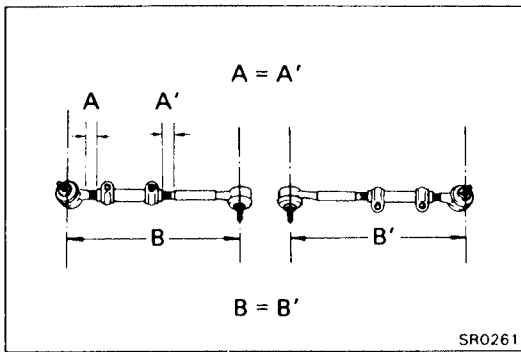 A = A'
A A'
B B'
B = B'
SR0261